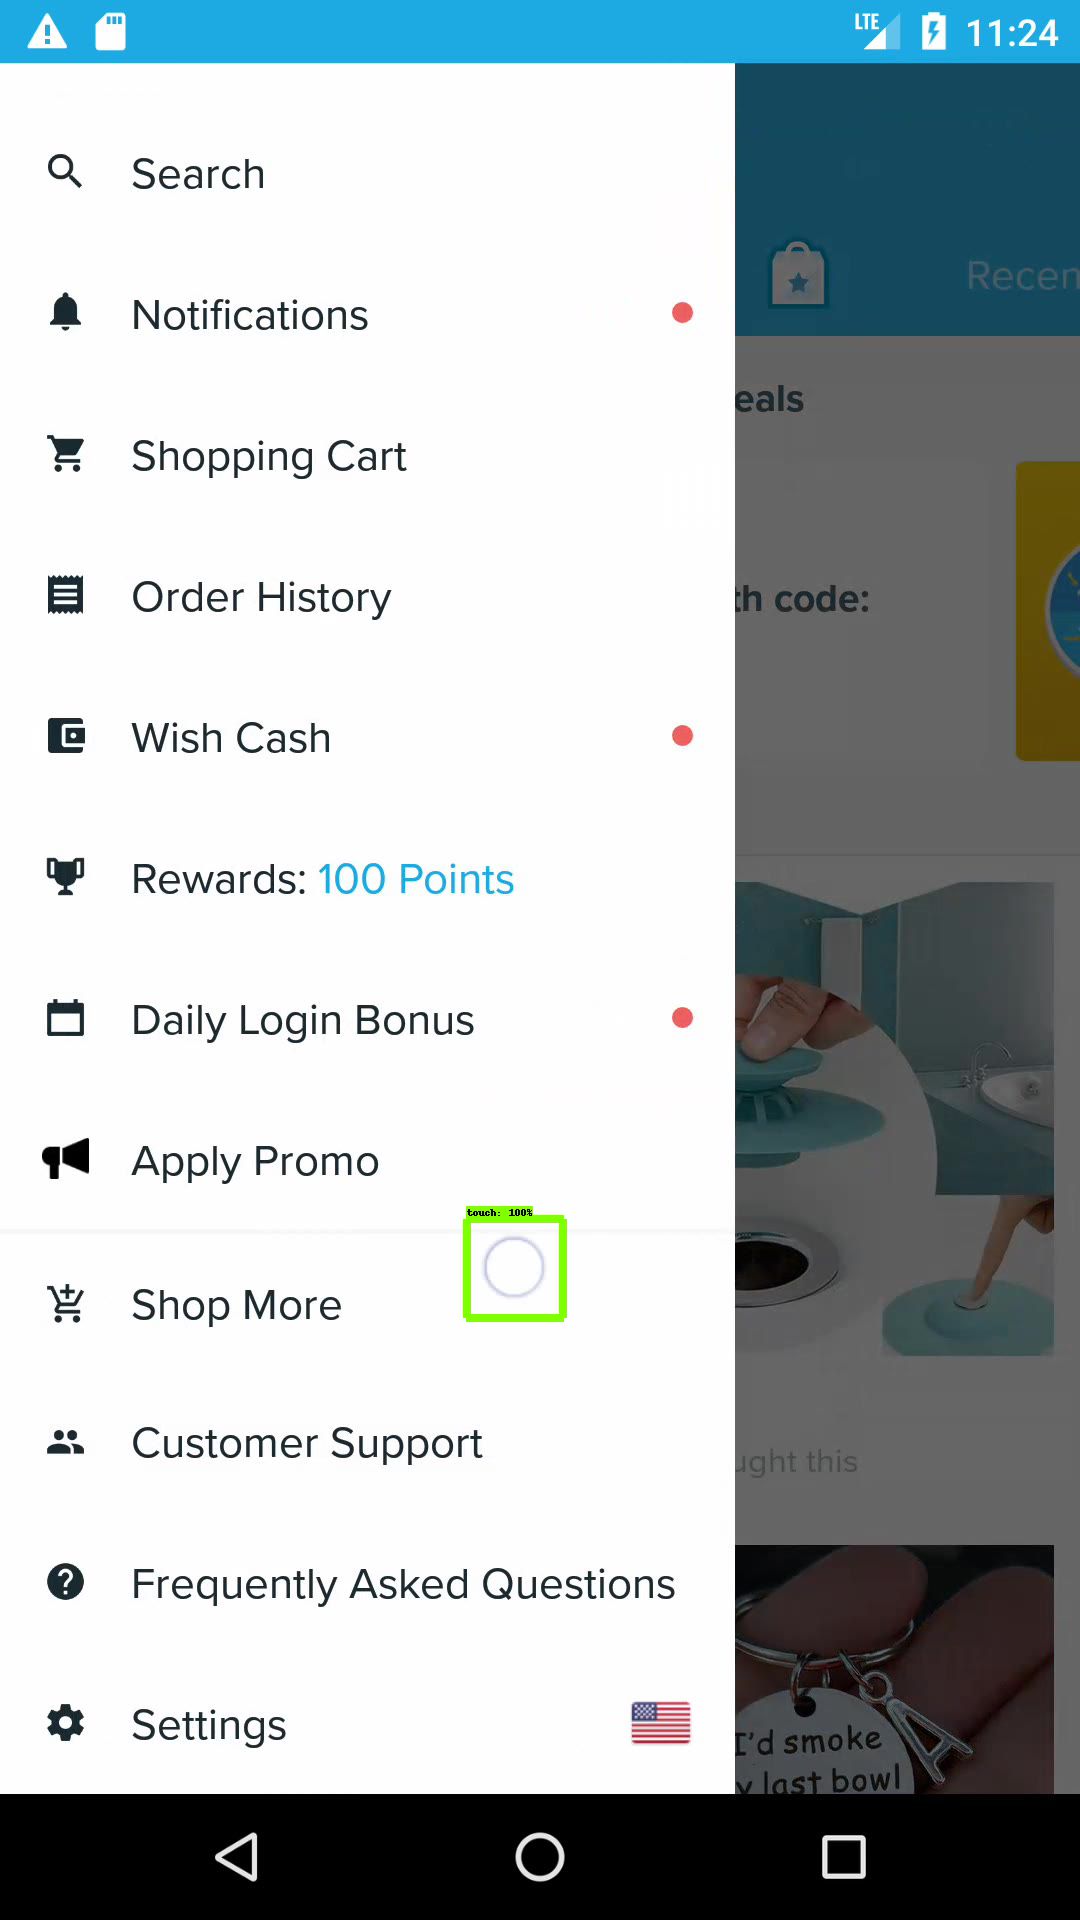 LTE 11:24
Search
Recen
Notifications
eals
Shopping Cart
Order History
th code:
Wish Cash
Rewards: 100 Points
Daily Login Bonus
Apply Promo
touch: 100%
Shop More
Customer Support
ught this
Frequently Asked Questions
Settings
I'd smoke
y last bowl
A